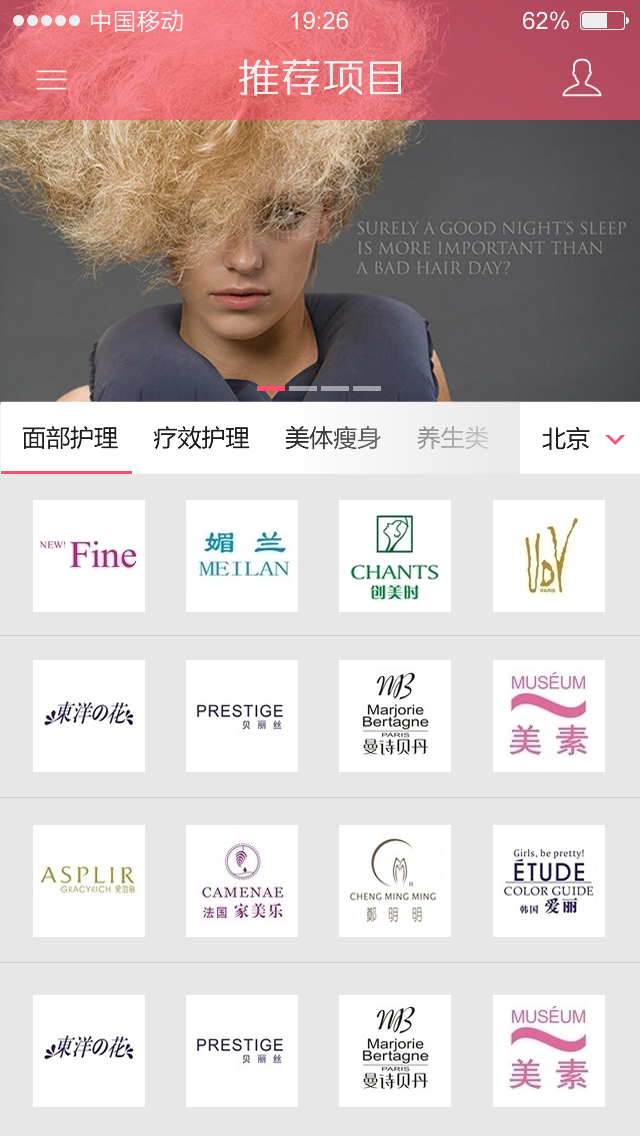 中国移动 19:26 62%
推荐项目
SURELY A GOOD NIGHT'S SLEEP
IS MORE IMPORTANT THAN
A BAD HAIR DAY?
面部护理 疗效护理 美体瘦身 养生类 北京
NEW! Fine
媚兰
MEILAN
CHANTS
创美时
UDV
PARIS
東洋の花
PRESTIGE
贝丽丝
MB
Marjorie
Bertagne
PARIS
曼诗贝丹
MUSÉUM
美素
ASPLIR
GRACYRICH 爱泊丽
CAMENAE
法国 家美乐
CHENG MING MING
鄭明明
Girls, be pretty!
ÉTUDE
COLOR GUIDE
韩国 爱丽
東洋の花
PRESTIGE
贝丽丝
MB
Marjorie
Bertagne
PARIS
曼诗贝丹
MUSÉUM
美素